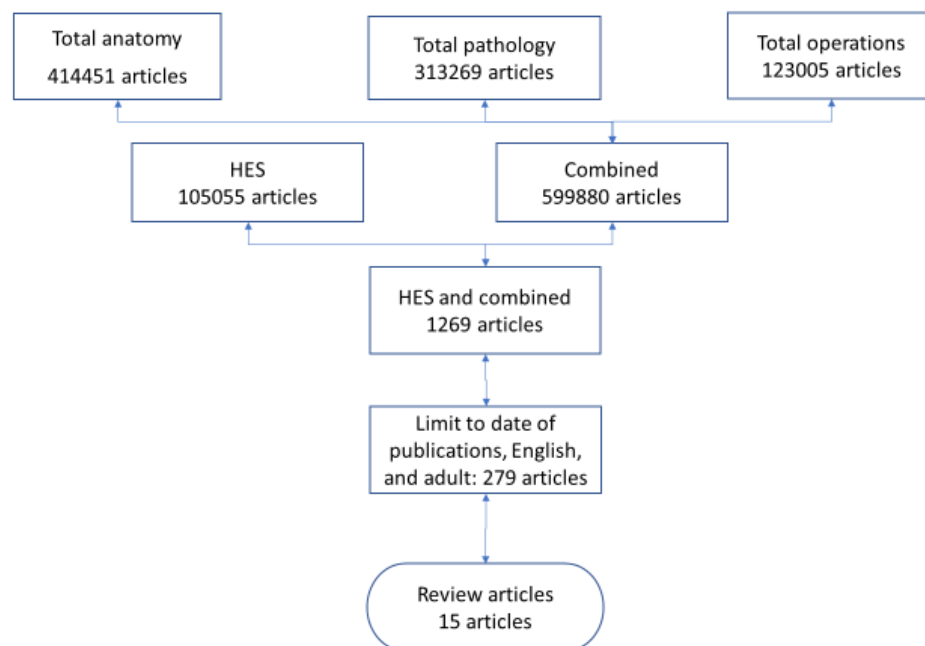 Total anatomy
414451 articles
Total pathology
313269 articles
Total operations
123005 articles
HES
105055 articles
Combined
599880 articles
HES and combined
1269 articles
Limit to date of
publications, English,
and adult: 279 articles
Review articles
15 articles